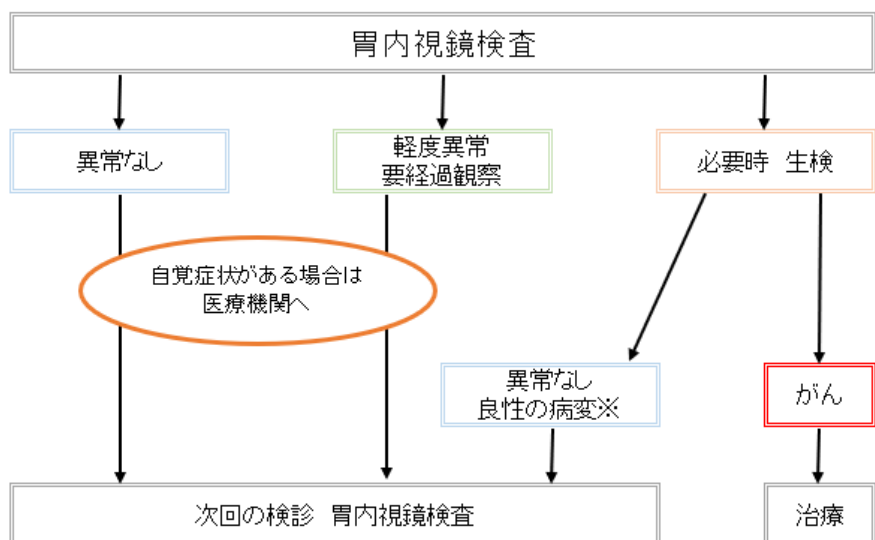 胃内視鏡検査
異常なし
軽度異常
要経過観察
必要時 生検
自覚症状がある場合は
医療機関へ
異常なし
良性の病変※
がん
次回の検診 胃内視鏡検査
治療